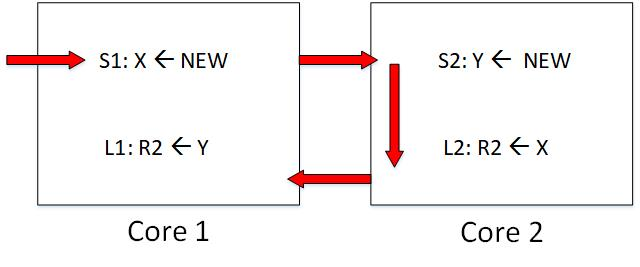 S1: X ← NEW
L1: R2 ← Y
Core 1
S2: Y ← NEW
L2: R2 ← X
Core 2